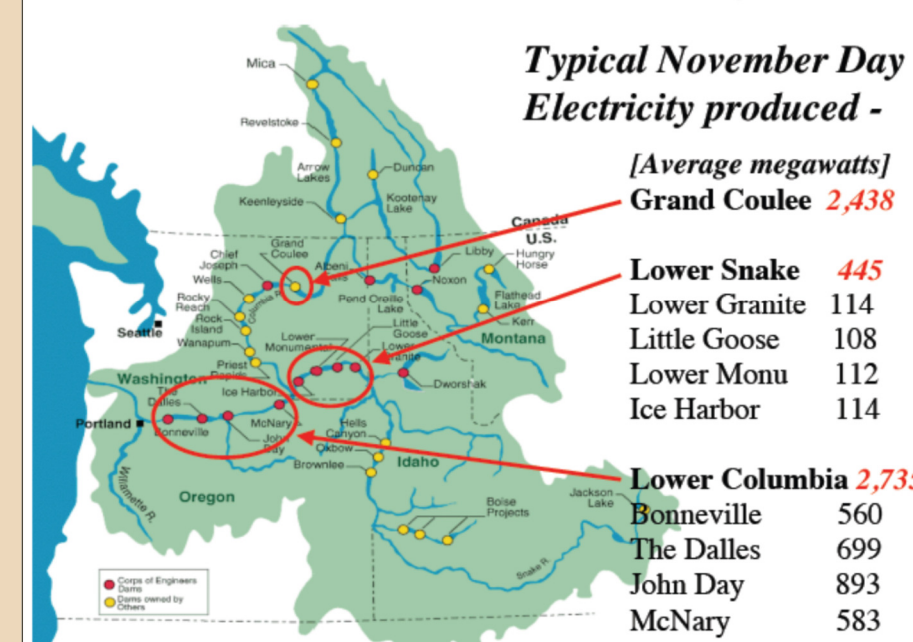 Typical November Day
Electricity produced -
[Average megawatts]
Grand Coulee 2,438
Lower Snake 445
Lower Granite 114
Little Goose 108
Lower Monu 112
Ice Harbor 114
Lower Columbia 2,735
Bonneville 560
The Dalles 699
John Day 893
McNary 583
Mica
Revelstoke
Arrow
Lakes
Duncan
Keenleyside
Kootenay
Lake
Canada
U.S.
Grand
Coulee
Chief
Joseph
Wells
Rocky
Reach
Rock
Island
Wanapum
Priest
Rapids
Columbia R.
Albeni
Falls
Libby
Hungry
Horse
Noxon
Pend Oreille
Lake
Flathead
Lake
Kerr
Montana
Seattle
Washington
Lower
Monumental
Little
Goose
Lower
Granite
Dworshak
Ice Harbor
The
Dalles
McNary
Portland
Bonneville
John
Day
Hells
Canyon
Oxbow
Brownlee
Idaho
Willamette R.
Oregon
Boise
Projects
Jackson
Lake
Snake R.
Corps of Engineers
Dams
Dams owned by
Others